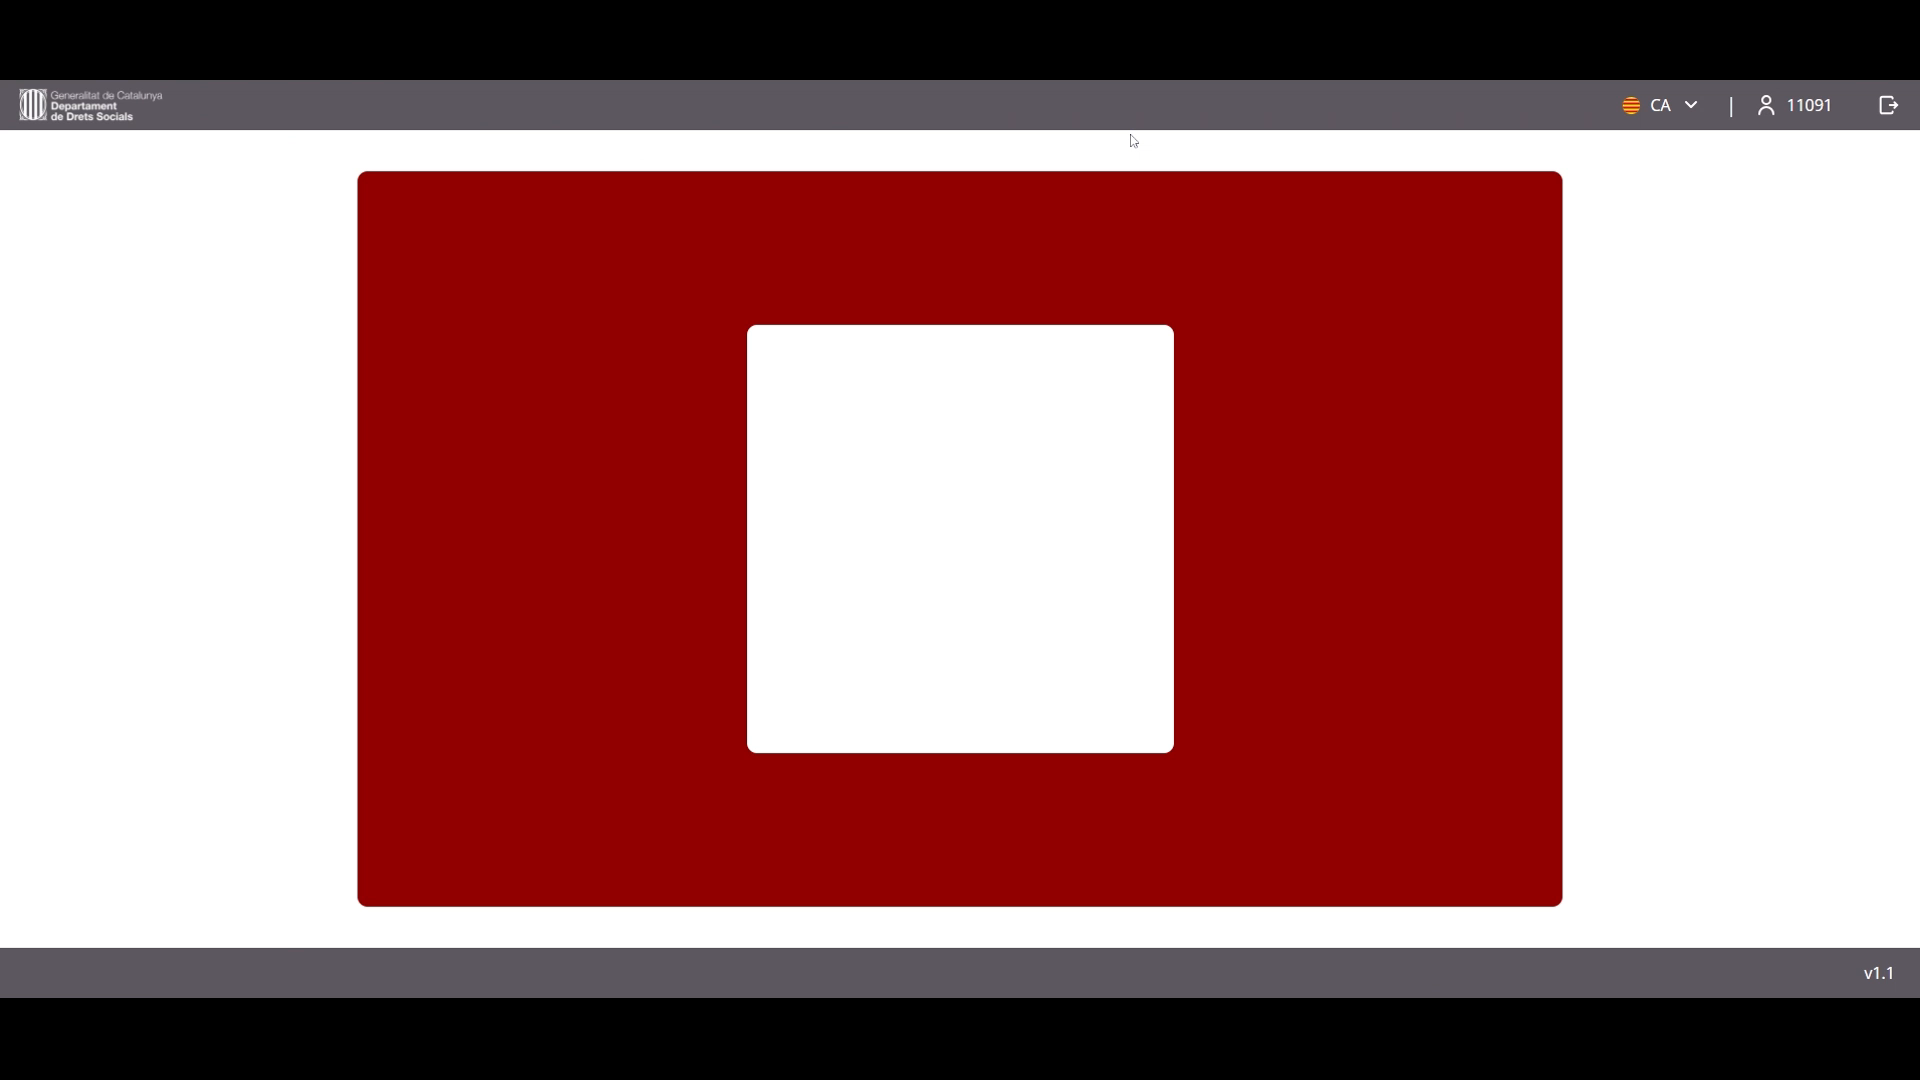 Generalitat de Catalunya
Departament
de Drets Socials
CA
|
11091
v1.1